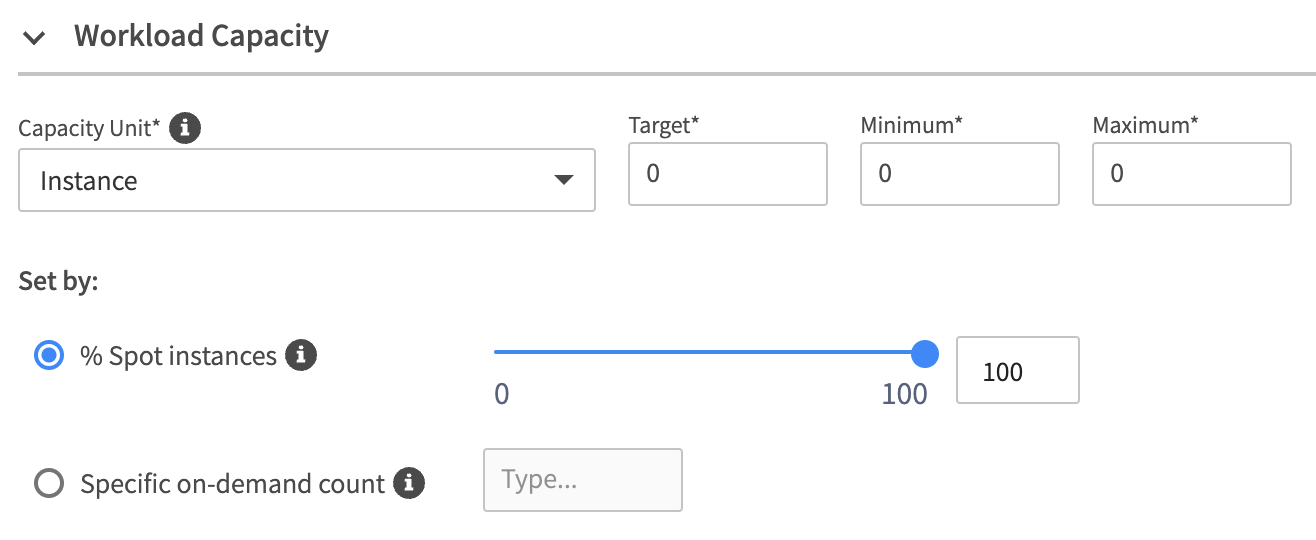 Workload Capacity
Capacity Unit* Target* Minimum* Maximum*
Instance 0 0 0
Set by:
% Spot instances 100
0 100
Specific on-demand count Type...